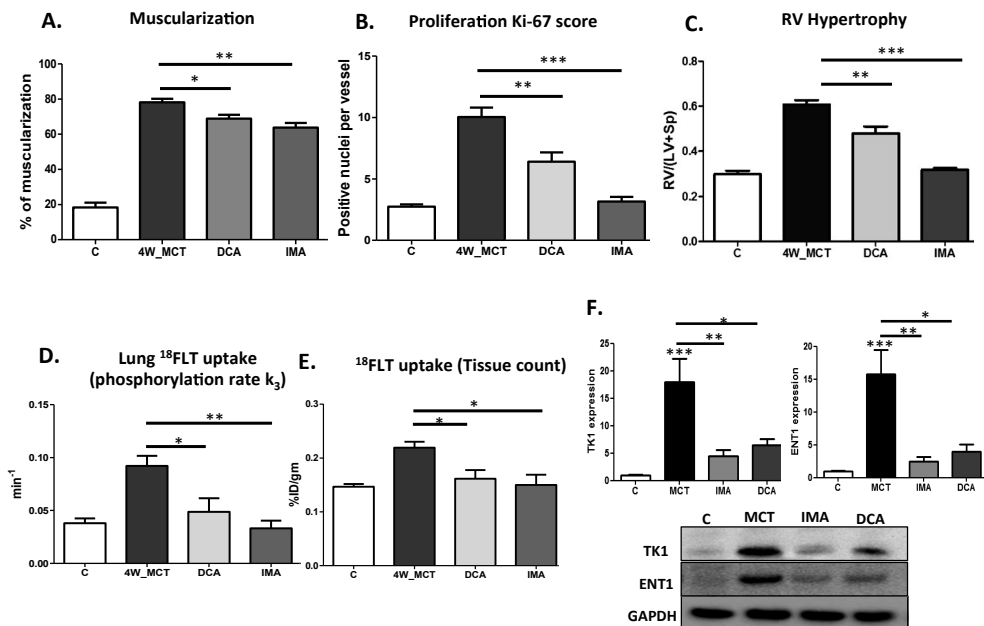 A.
Muscularization
% of muscularization
100
80
60
40
20
0
**
*
C
4W_MCT
DCA
IMA
B.
Proliferation Ki-67 score
Positive nuclei per vessel
15
10
5
0
***
**
C
4W_MCT
DCA
IMA
C.
RV Hypertrophy
RV/(LV+Sp)
0.8
0.6
0.4
0.2
0.0
***
**
C
4W_MCT
DCA
IMA
D.
Lung ¹⁸FLT uptake
(phosphorylation rate k₃)
min⁻¹
0.15
0.10
0.05
0.00
**
*
C
4W_MCT
DCA
IMA
E.
¹⁸FLT uptake (Tissue count)
%ID/gm
0.3
0.2
0.1
0.0
*
*
C
4W_MCT
DCA
IMA
F.
TK1 expression
25
20
15
10
5
0
*
**
***
C
MCT
IMA
DCA
ENT1 expression
20
15
10
5
0
*
**
***
C
MCT
IMA
DCA
C MCT IMA DCA
TK1
ENT1
GAPDH